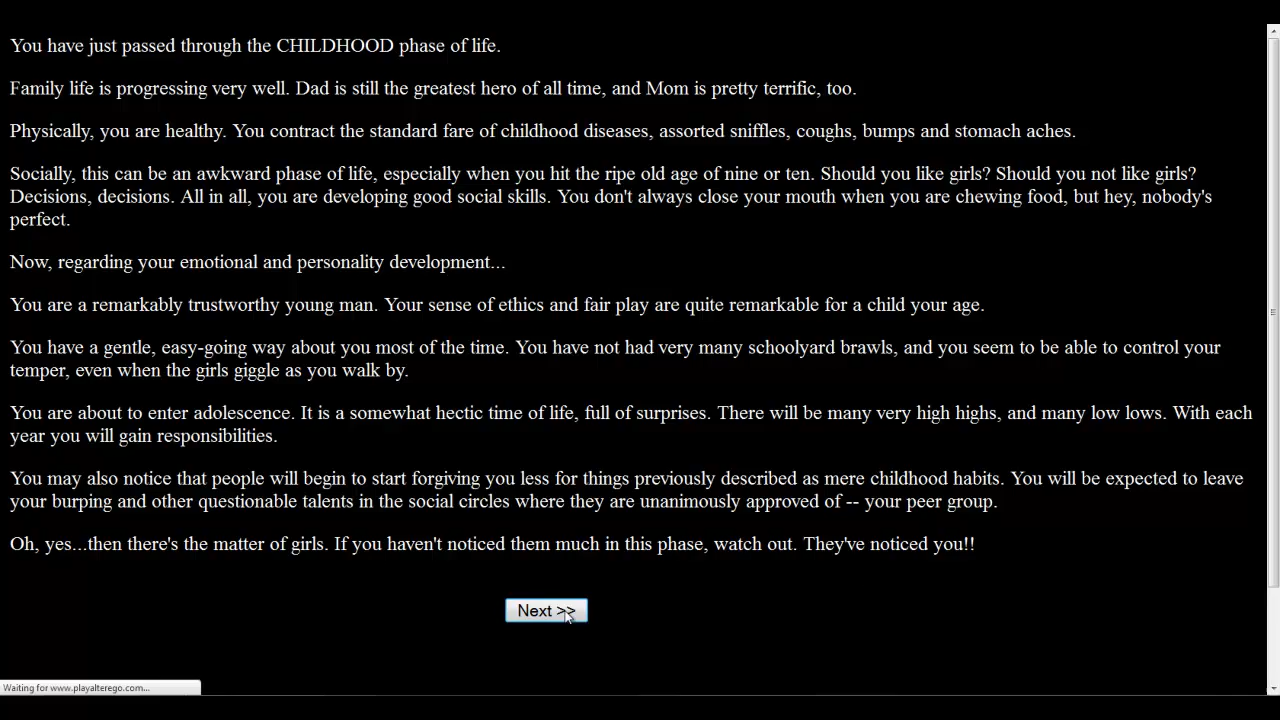 You have just passed through the CHILDHOOD phase of life.
Family life is progressing very well. Dad is still the greatest hero of all time, and Mom is pretty terrific, too.
Physically, you are healthy. You contract the standard fare of childhood diseases, assorted sniffles, coughs, bumps and stomach aches.
Socially, this can be an awkward phase of life, especially when you hit the ripe old age of nine or ten. Should you like girls? Should you not like girls?
Decisions, decisions. All in all, you are developing good social skills. You don't always close your mouth when you are chewing food, but hey, nobody's
perfect.
Now, regarding your emotional and personality development...
You are a remarkably trustworthy young man. Your sense of ethics and fair play are quite remarkable for a child your age.
You have a gentle, easy-going way about you most of the time. You have not had very many schoolyard brawls, and you seem to be able to control your
temper, even when the girls giggle as you walk by.
You are about to enter adolescence. It is a somewhat hectic time of life, full of surprises. There will be many very high highs, and many low lows. With each
year you will gain responsibilities.
You may also notice that people will begin to start forgiving you less for things previously described as mere childhood habits. You will be expected to leave
your burping and other questionable talents in the social circles where they are unanimously approved of -- your peer group.
Oh, yes...then there's the matter of girls. If you haven't noticed them much in this phase, watch out. They've noticed you!!
Next >>
Waiting for www.playalterego.com...